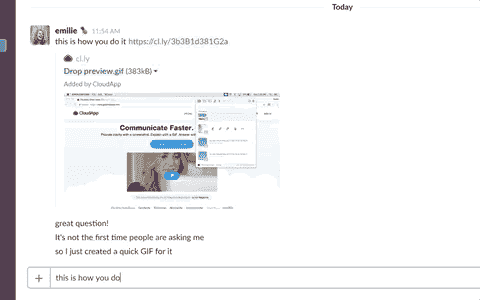 Today
emilie 11:54 AM
this is how you do it https://cl.ly/3b3B1d381G2a
cl.ly
Drop preview.gif (383kB)
Added by CloudApp
CloudApp
Communicate Faster.
great question!
It's not the first time people are asking me
so I just created a quick GIF for it
+ this is how you do